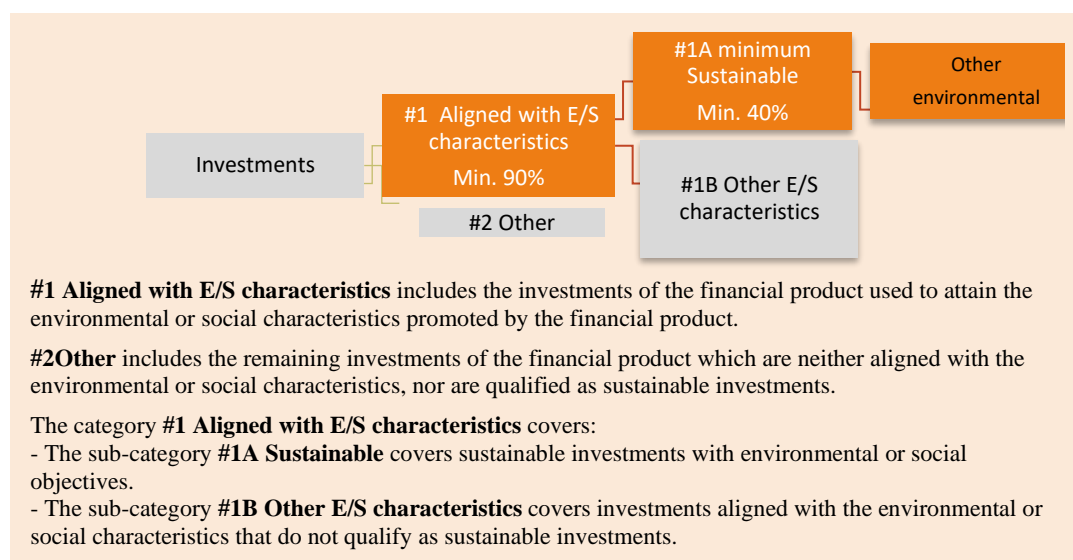 #1A minimum
Sustainable
Min. 40%
Other
environmental
#1 Aligned with E/S
characteristics
Min. 90%
Investments
#1B Other E/S
characteristics
#2 Other
#1 Aligned with E/S characteristics includes the investments of the financial product used to attain the
environmental or social characteristics promoted by the financial product.
#2Other includes the remaining investments of the financial product which are neither aligned with the
environmental or social characteristics, nor are qualified as sustainable investments.
The category #1 Aligned with E/S characteristics covers:
- The sub-category #1A Sustainable covers sustainable investments with environmental or social
objectives.
- The sub-category #1B Other E/S characteristics covers investments aligned with the environmental or
social characteristics that do not qualify as sustainable investments.